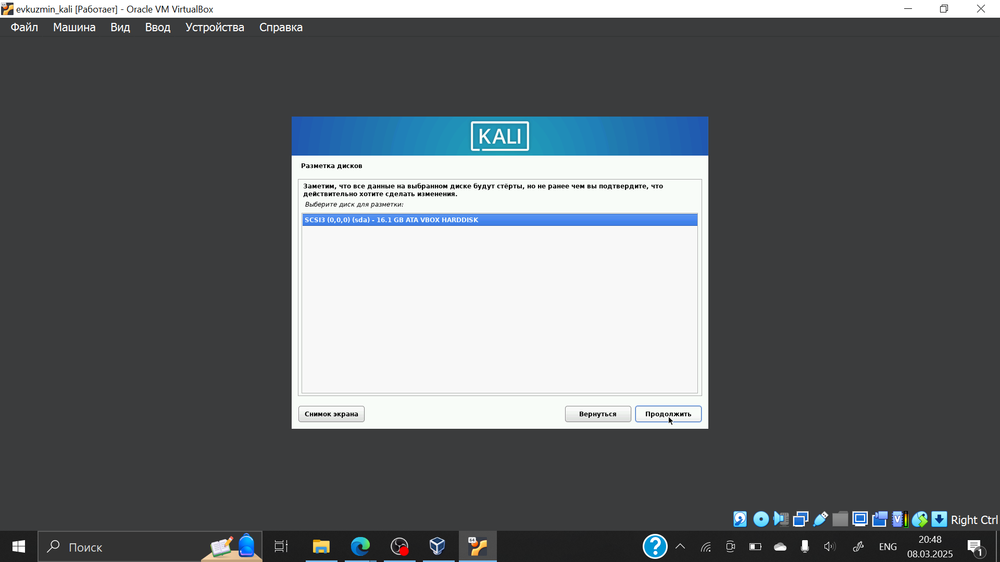 evkuzmin_kali [Работает] - Oracle VM VirtualBox
Файл Машина Вид Ввод Устройства Справка
KALI
Разметка дисков
Заметим, что все данные на выбранном диске будут стёрты, но не ранее чем вы подтвердите, что
действительно хотите сделать изменения.
Выберите диск для разметки:
SCSI3 (0,0,0) (sda) - 16.1 GB ATA VBOX HARDDISK
Снимок экрана Вернуться Продолжить
Right Ctrl
Поиск
64
ENG
20:48
08.03.2025
1